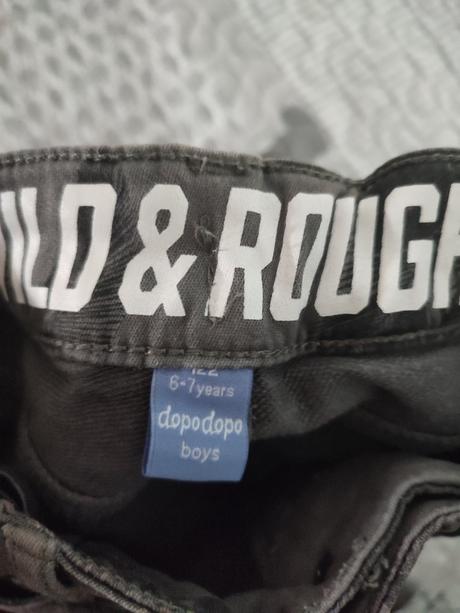 ILD & ROUGH
122
6-7years
dopodopo
boys